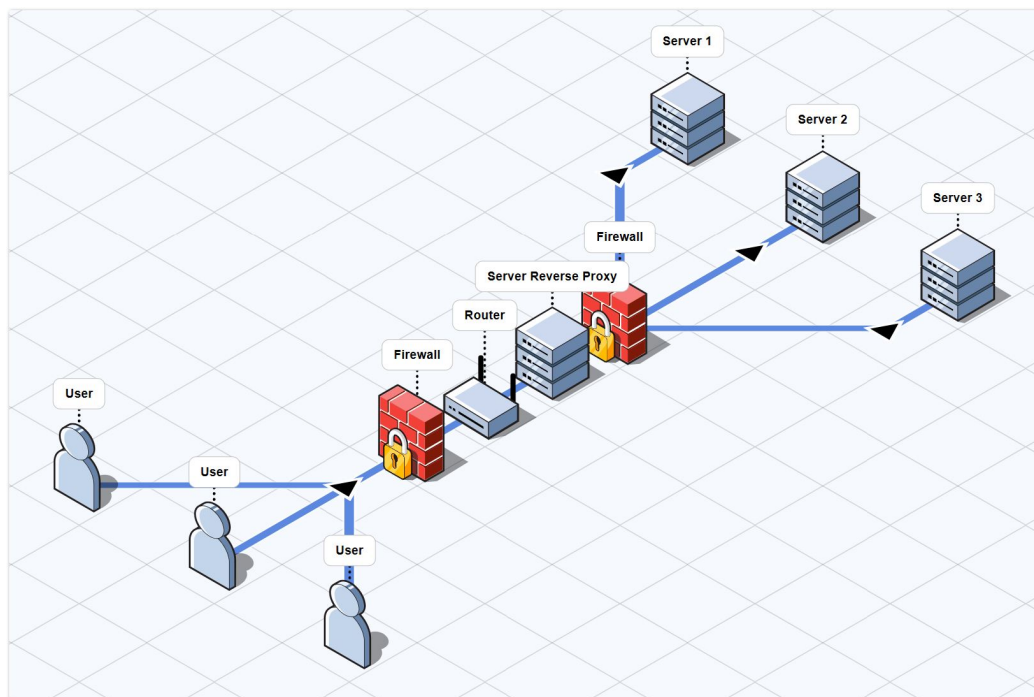 Server 1
Server 2
Server 3
Firewall
Server Reverse Proxy
Router
Firewall
User
User
User